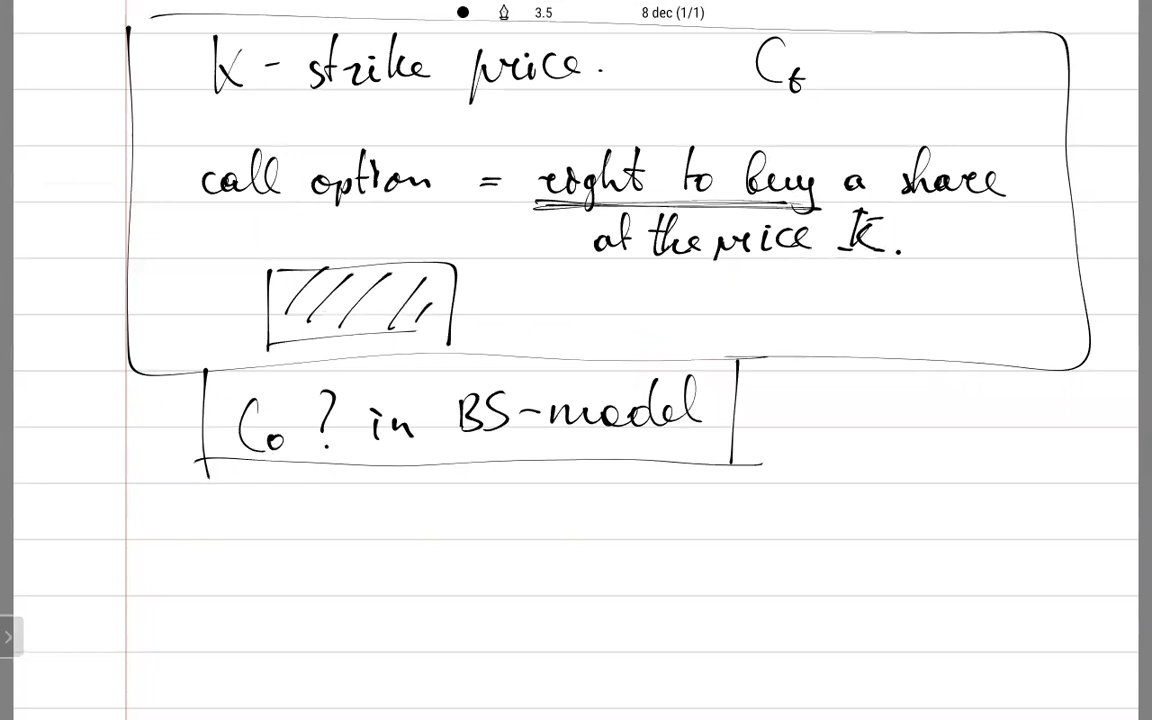 3.5 8 dec (1/1)
K - strike price. C_t
call option = right to buy a share
at the price K.
C_0 ? in BS-model